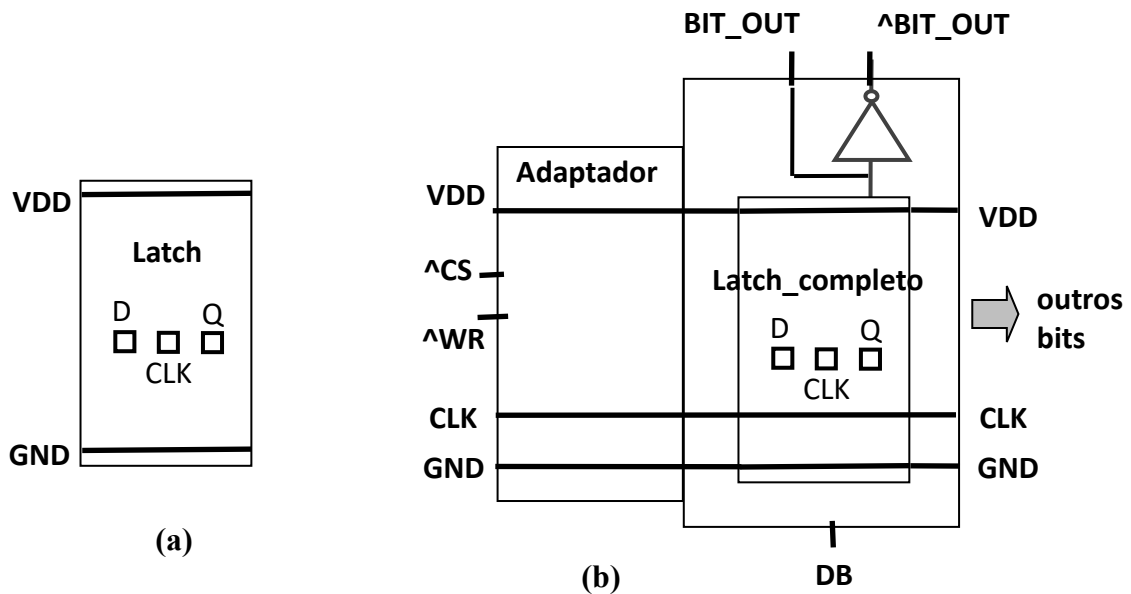 VDD
Latch
D
Q
CLK
GND
(a)
BIT_OUT
^BIT_OUT
Adaptador
VDD
VDD
^CS
^WR
Latch_completo
D
Q
CLK
outros
bits
CLK
CLK
GND
GND
DB
(b)